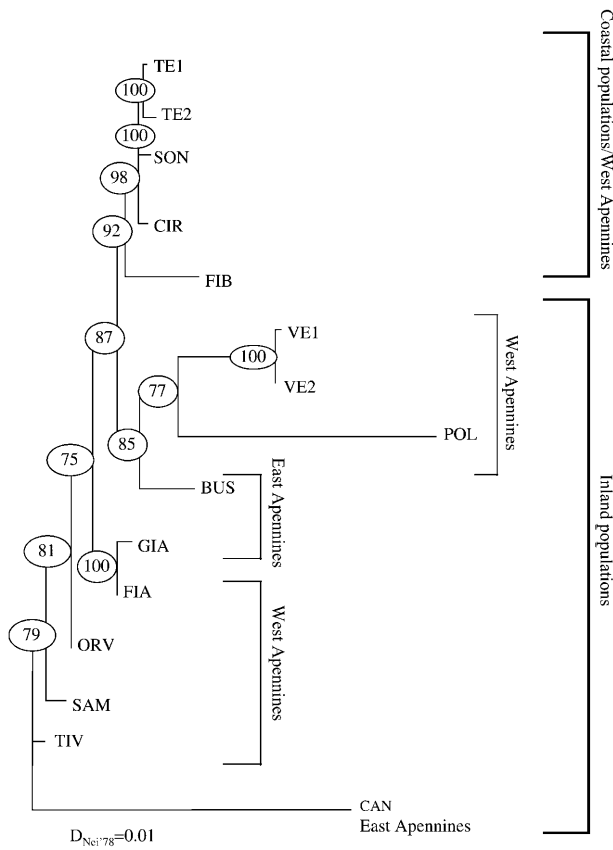 TE1
100
TE2
100
SON
98
CIR
92
FIB
Coastal populations/West Apennines
VE1
87
100
VE2
77
POL
85
West Apennines
75
BUS
East Apennines
GIA
81
100
FIA
79
ORV
West Apennines
SAM
TIV
Inland populations
CAN
East Apennines
D_Nei'78=0.01